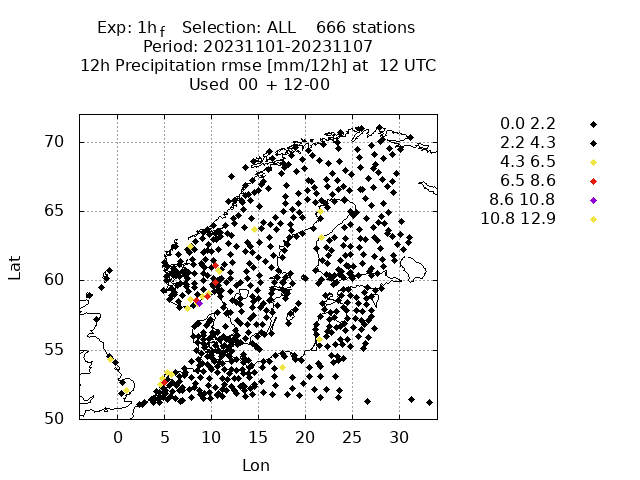 Exp: 1h f Selection: ALL 666 stations
Period: 20231101-20231107
12h Precipitation rmse [mm/12h] at 12 UTC
Used 00 + 12-00
0.0 2.2
2.2 4.3
4.3 6.5
6.5 8.6
8.6 10.8
10.8 12.9
70
65
60
55
50
Lat
0 5 10 15 20 25 30
Lon